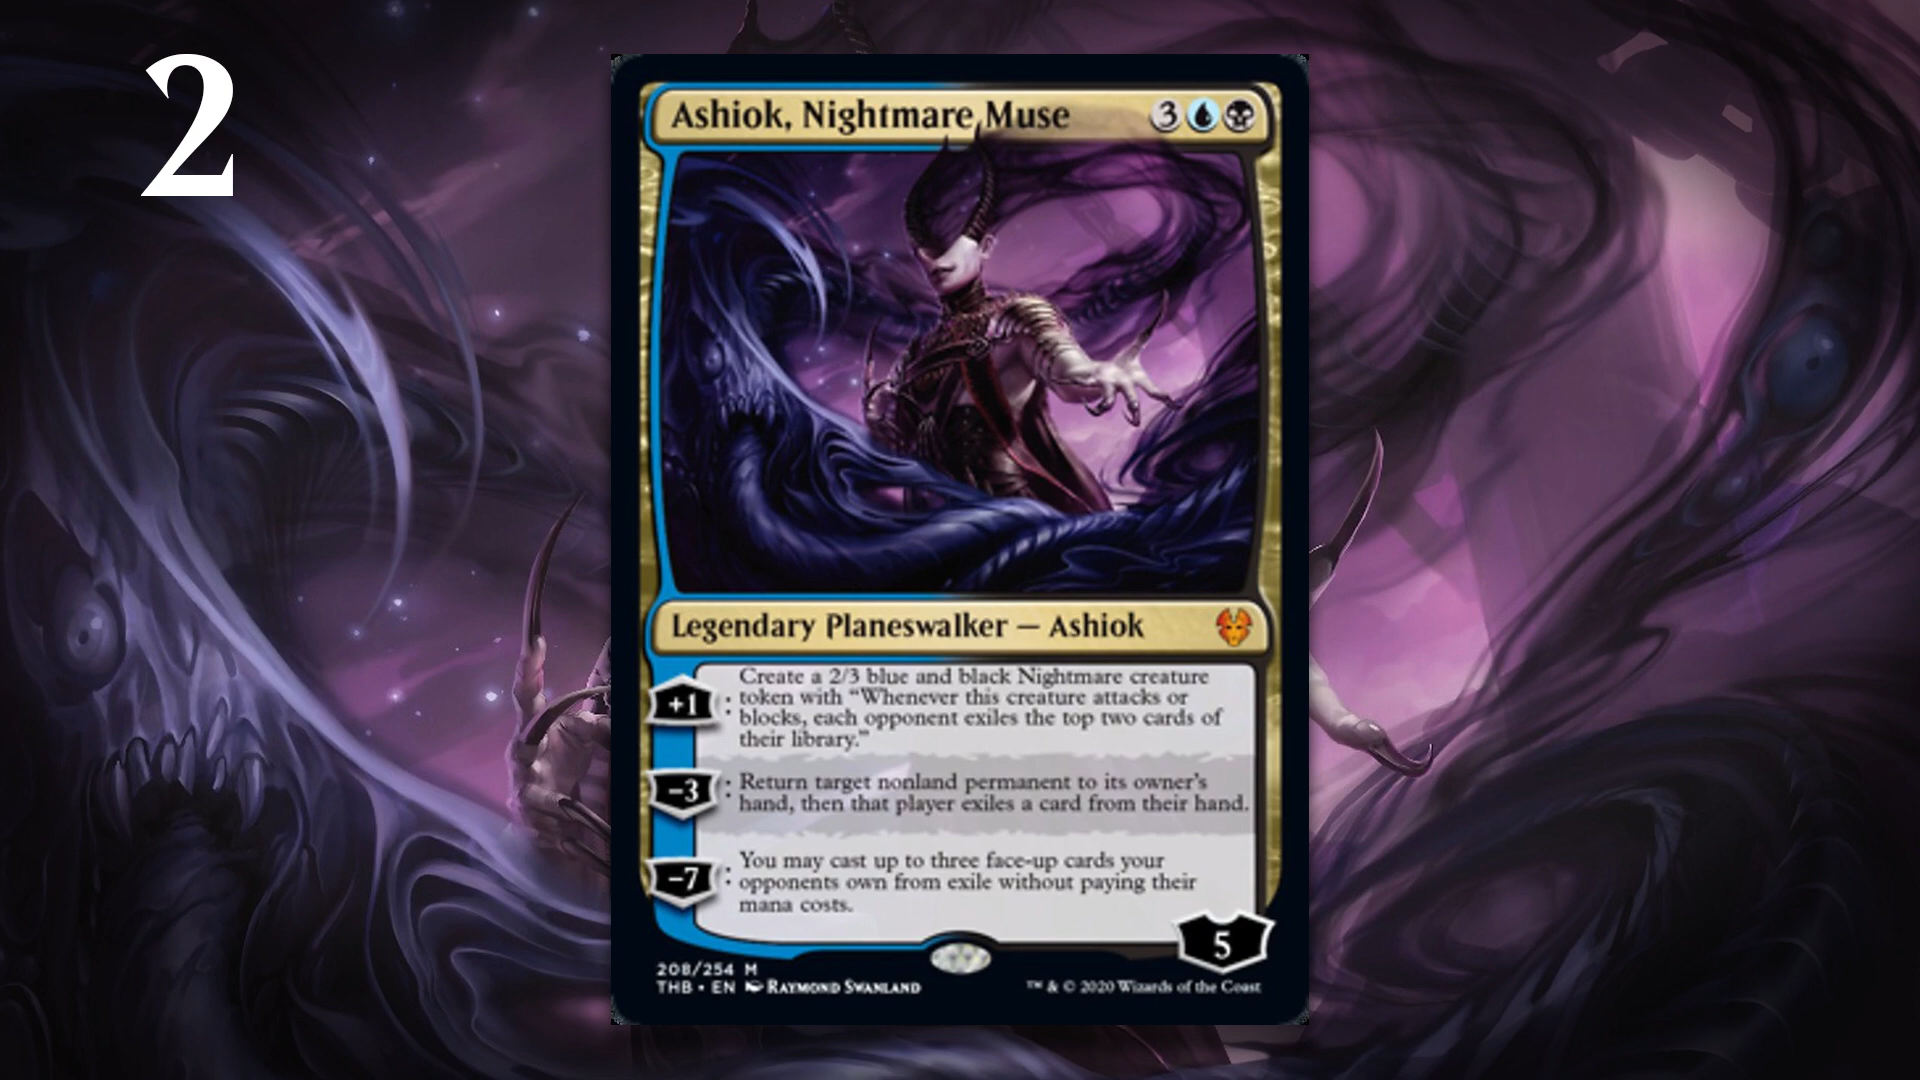 2
Ashiok, Nightmare Muse 3
Legendary Planeswalker — Ashiok
+1 : Create a 2/3 blue and black Nightmare creature
token with “Whenever this creature attacks or
blocks, each opponent exiles the top two cards of
their library.”
−3 : Return target nonland permanent to its owner’s
hand, then that player exiles a card from their hand.
−7 : You may cast up to three face-up cards your
opponents own from exile without paying their
mana costs.
5
208/254 M
THB • EN Raymond Swanland
™ & © 2020 Wizards of the Coast